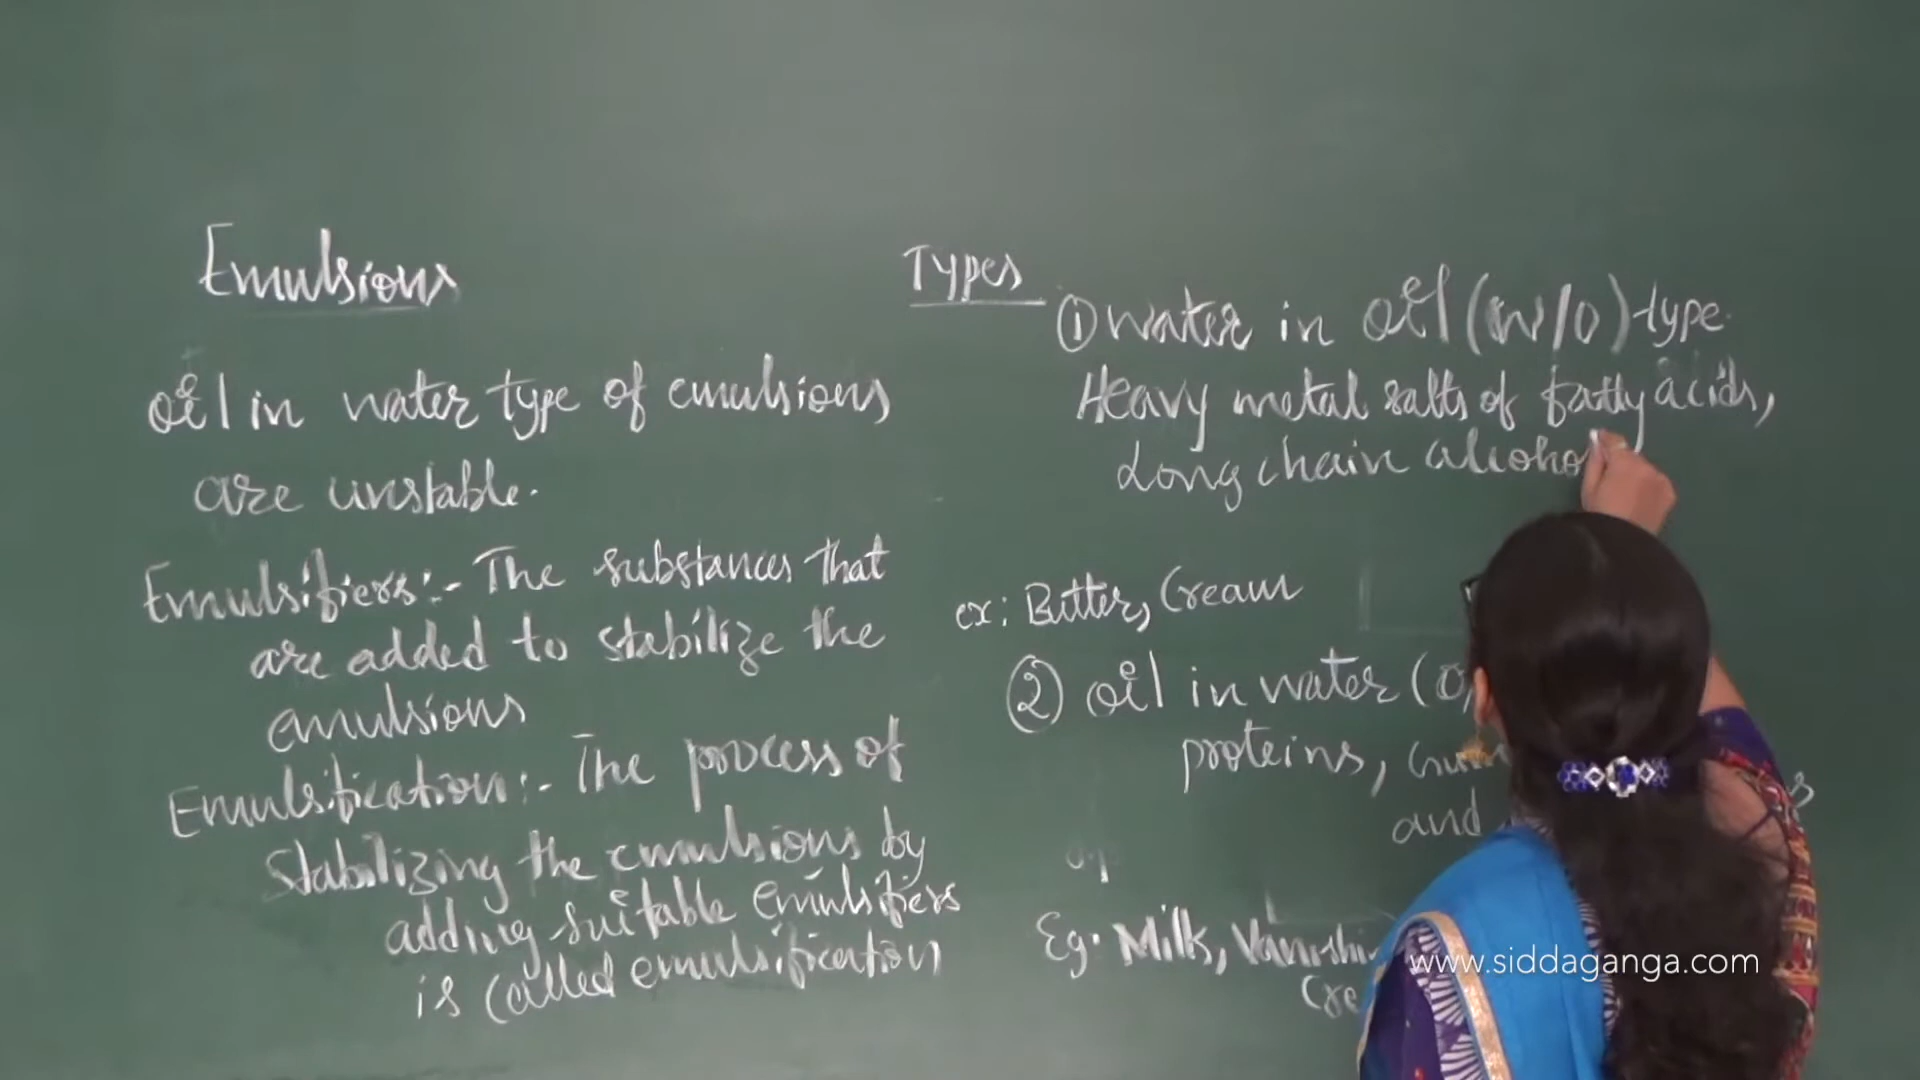 Emulsions
Oil in water type of emulsions
are unstable.
Emulsifiers:- The substances that
are added to stabilize the
emulsions
Emulsification:- The process of
Stabilizing the emulsions by
adding suitable emulsifiers
is called emulsification
Types
① Water in Oil (W/O) type.
Heavy metal salts of fatty acids,
Long chain alcoho
ex: Butter, Cream
② Oil in water (O
proteins,
and
Eg: Milk, Vanishi
Cre
www.siddaganga.com